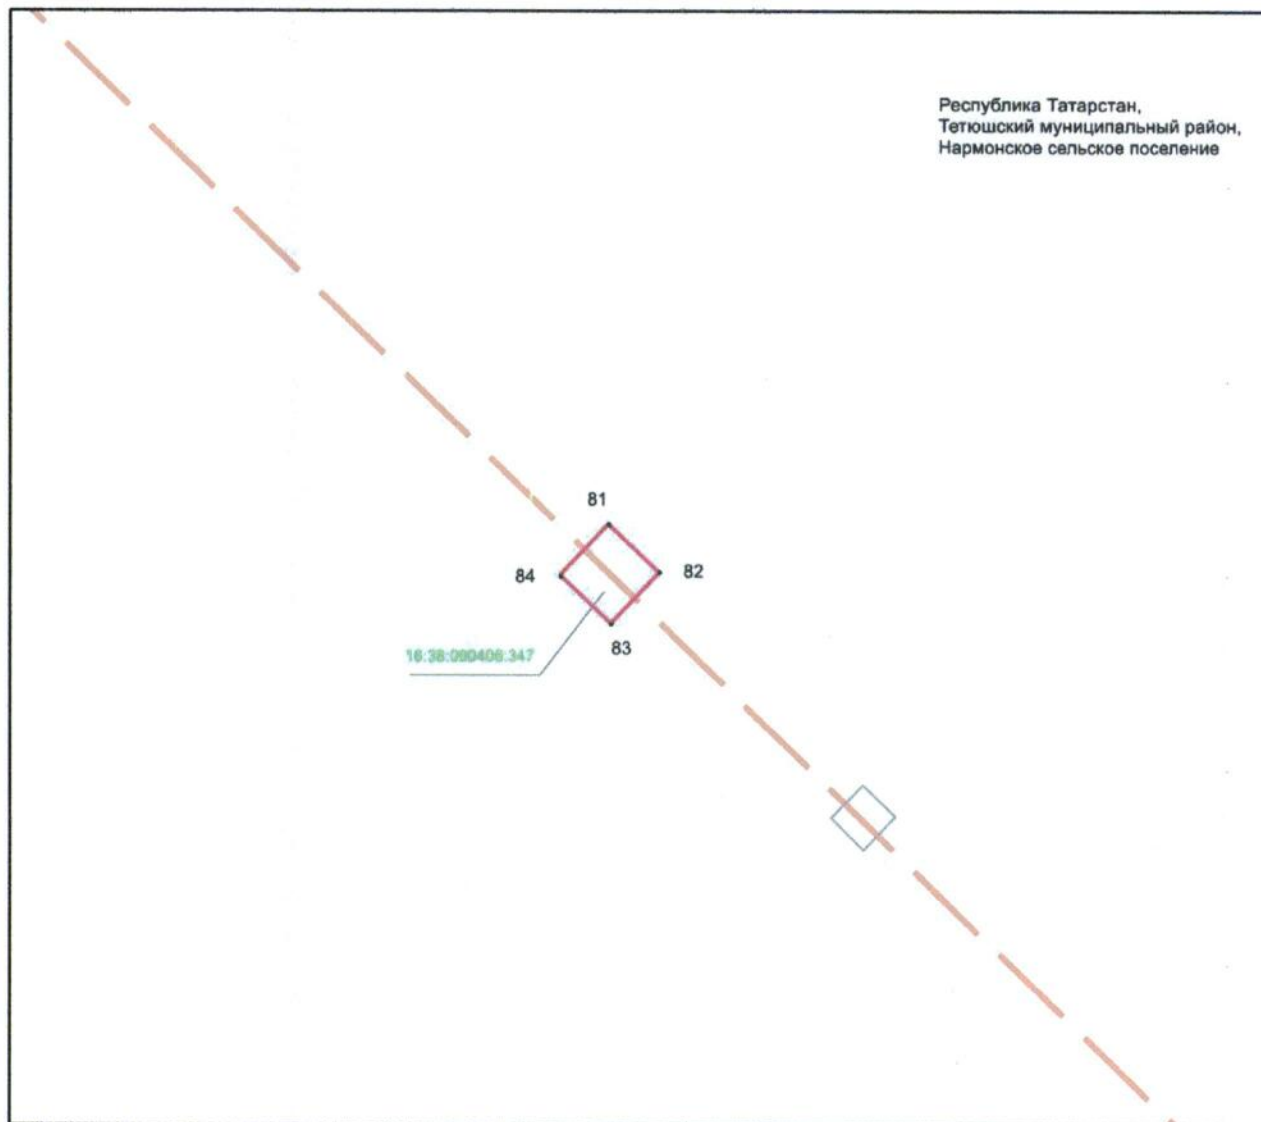 Республика Татарстан,
Тетюшский муниципальный район,
Нармонское сельское поселение
81
84
82
83
16:38:090406:347